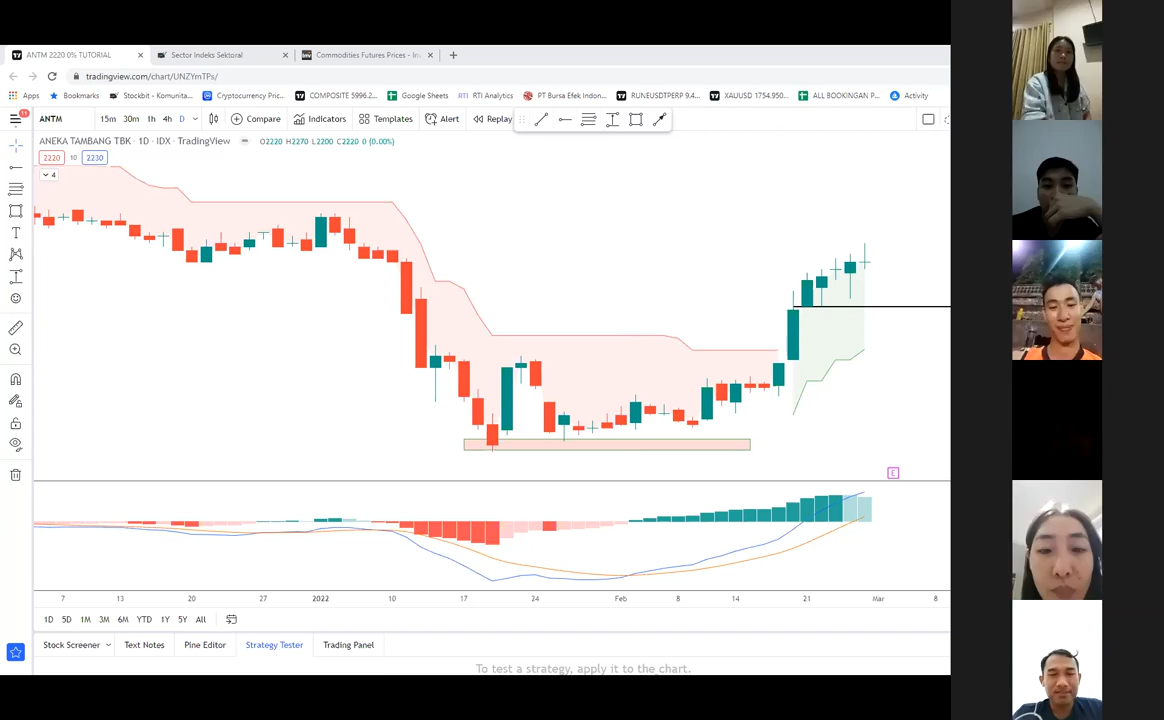 ANTM 2220 0% TUTORIAL
Sector Indeks Sektoral
Commodities Futures Prices - In
tradingview.com/chart/UNZYmTPs/
Apps
Bookmarks
Stockbit - Komunita...
Cryptocurrency Pric...
COMPOSITE 5996.2...
Google Sheets
RTI Analytics
PT Bursa Efek Indon...
RUNEUSDTPERP 9.4...
XAUUSD 1754.950...
ALL BOOKINGAN P...
Activity
11
ANTM
15m 30m 1h 4h D
Compare
Indicators
Templates
Alert
Replay
ANEKA TAMBANG TBK · 1D · IDX · TradingView
O2220 H2270 L2200 C2220 0 (0.00%)
2220 10 2230
4
E
7 13 20 27 2022 10 17 24 Feb 8 14 21 Mar 8
1D 5D 1M 3M 6M YTD 1Y 5Y All
Stock Screener
Text Notes
Pine Editor
Strategy Tester
Trading Panel
To test a strategy, apply it to the chart.